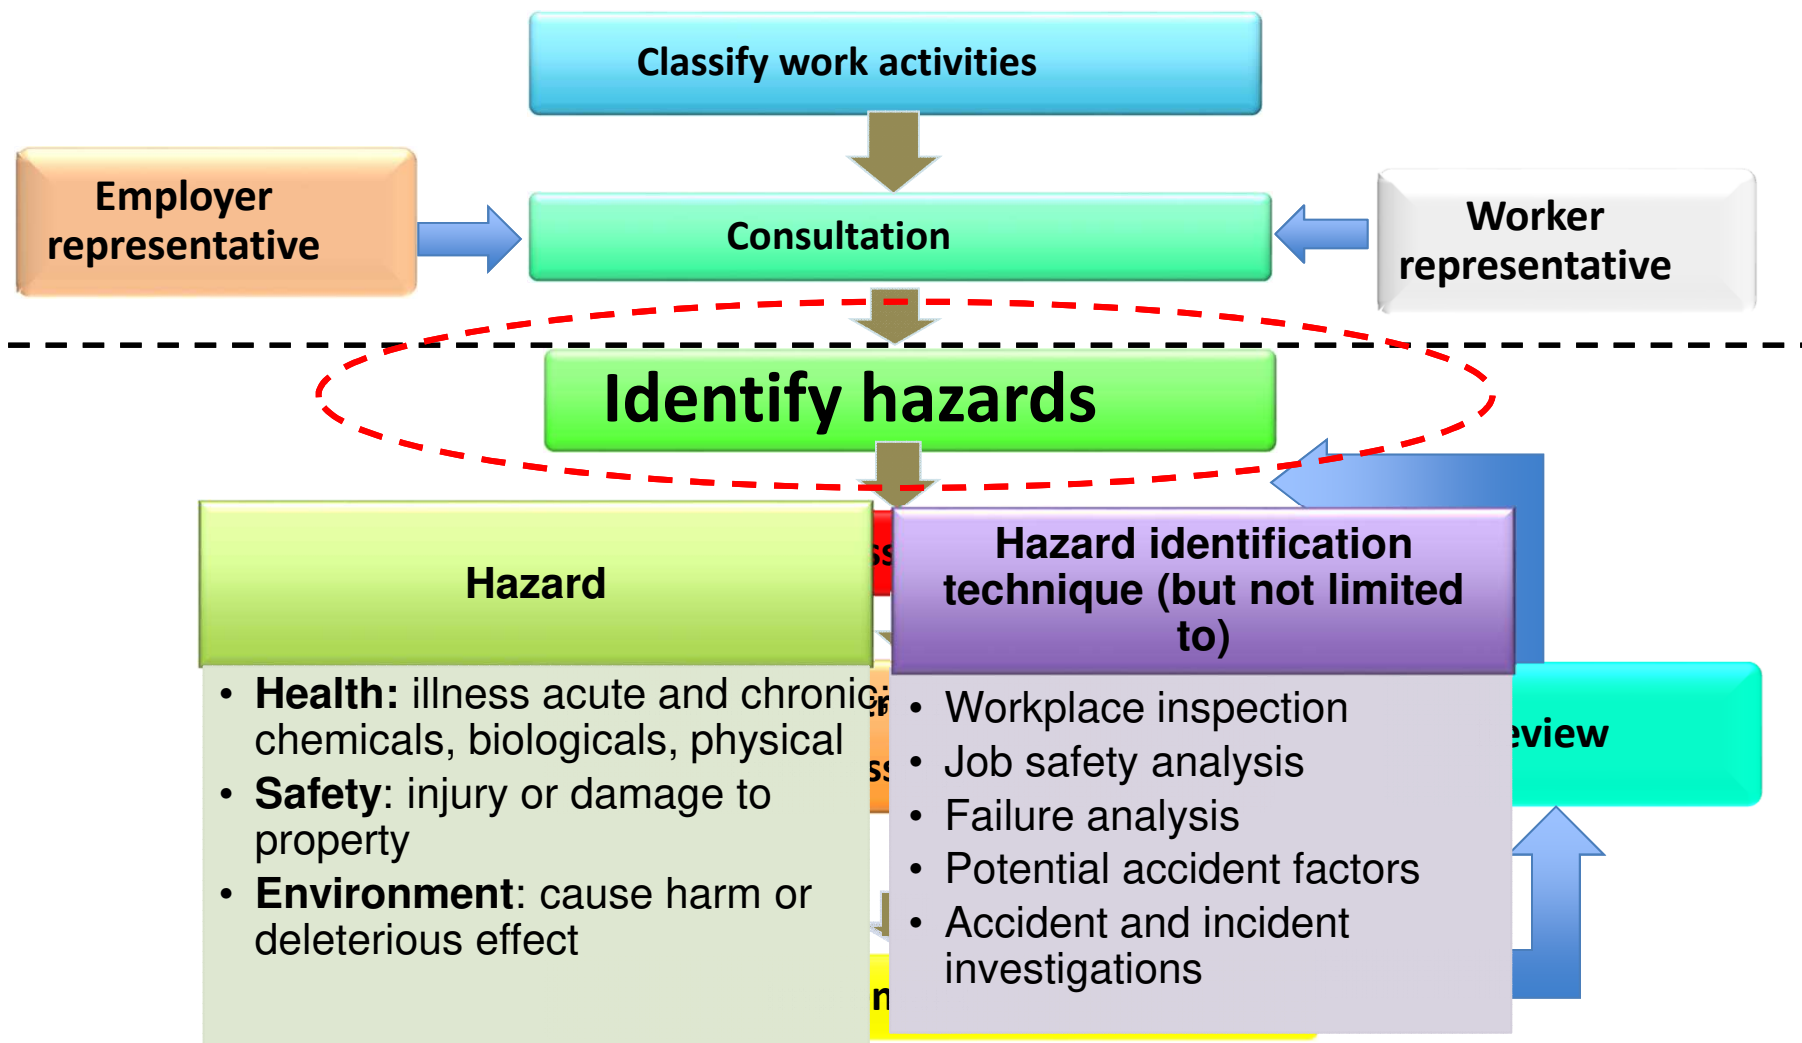 Classify work activities
Employer
representative
Consultation
Worker
representative
Identify hazards
Hazard
Hazard identification
technique (but not limited
to)
• Health: illness acute and chronic:
chemicals, biologicals, physical
• Safety: injury or damage to
property
• Environment: cause harm or
deleterious effect
• Workplace inspection
• Job safety analysis
• Failure analysis
• Potential accident factors
• Accident and incident
investigations
eview